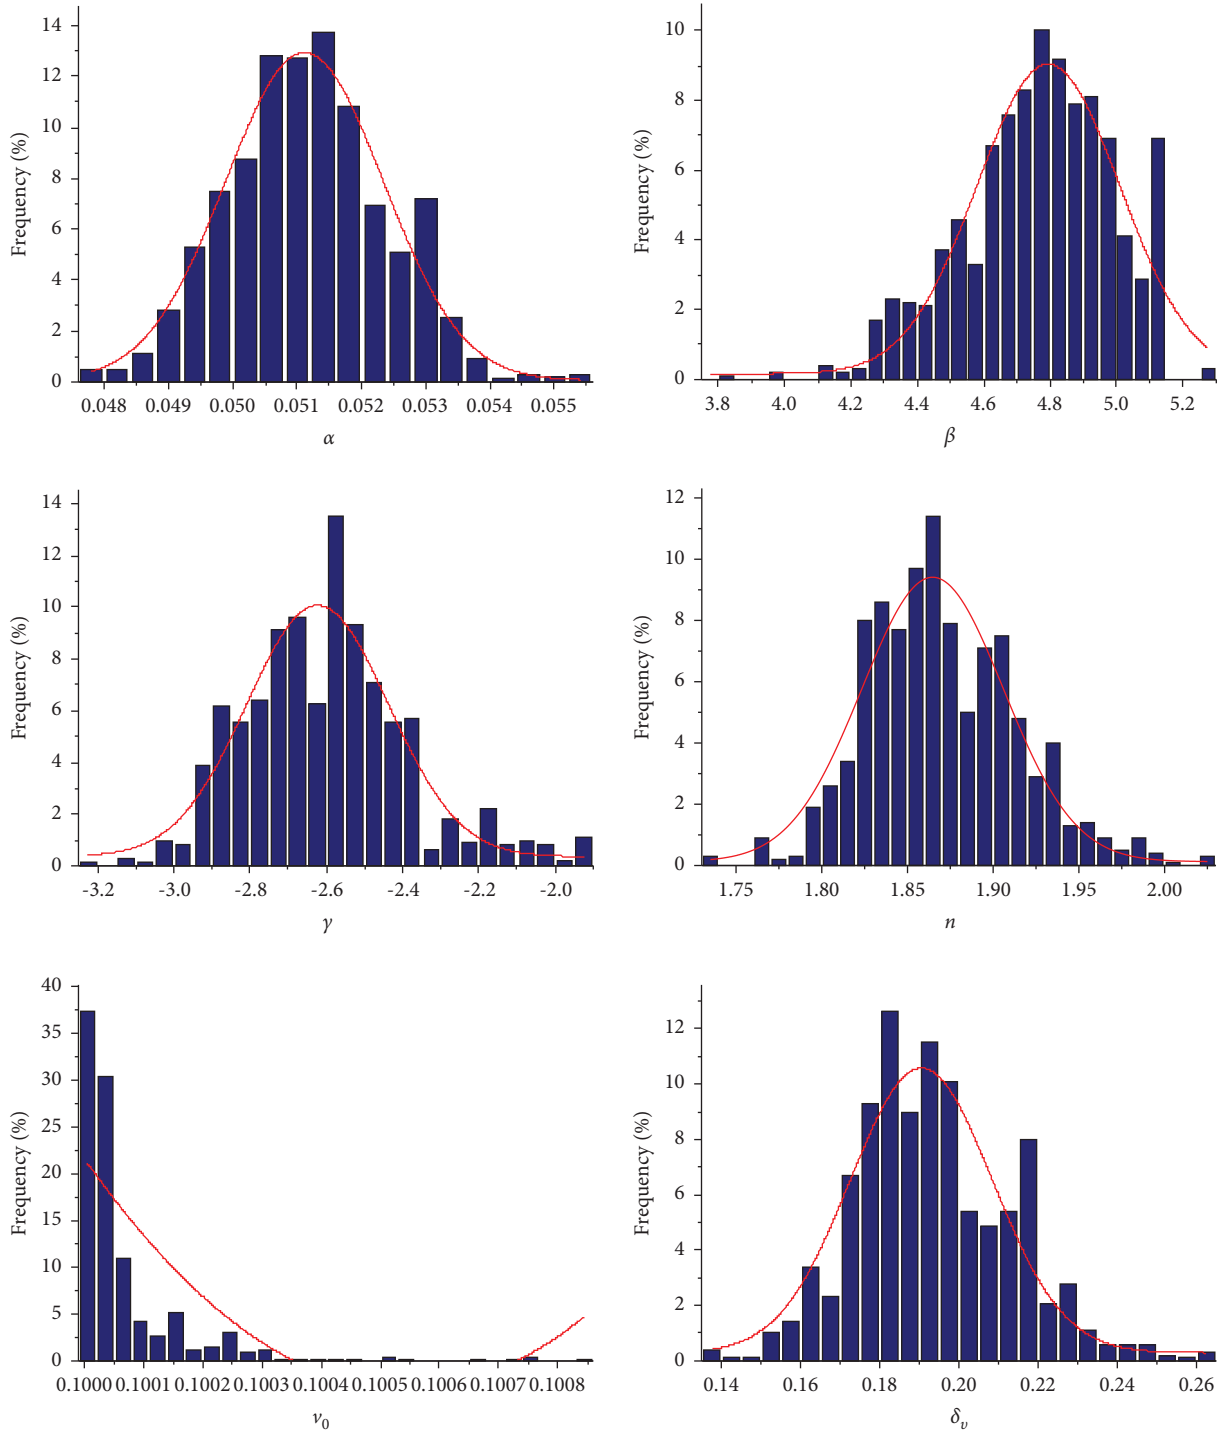 14
12
10
8
6
4
2
0
Frequency (%)
0.048 0.049 0.050 0.051 0.052 0.053 0.054 0.055
α
10
8
6
4
2
0
Frequency (%)
3.8 4.0 4.2 4.4 4.6 4.8 5.0 5.2
β
14
12
10
8
6
4
2
0
Frequency (%)
-3.2 -3.0 -2.8 -2.6 -2.4 -2.2 -2.0
γ
12
10
8
6
4
2
0
Frequency (%)
1.75 1.80 1.85 1.90 1.95 2.00
n
40
35
30
25
20
15
10
5
0
Frequency (%)
0.1000 0.1001 0.1002 0.1003 0.1004 0.1005 0.1006 0.1007 0.1008
ν0
12
10
8
6
4
2
0
Frequency (%)
0.14 0.16 0.18 0.20 0.22 0.24 0.26
δυ